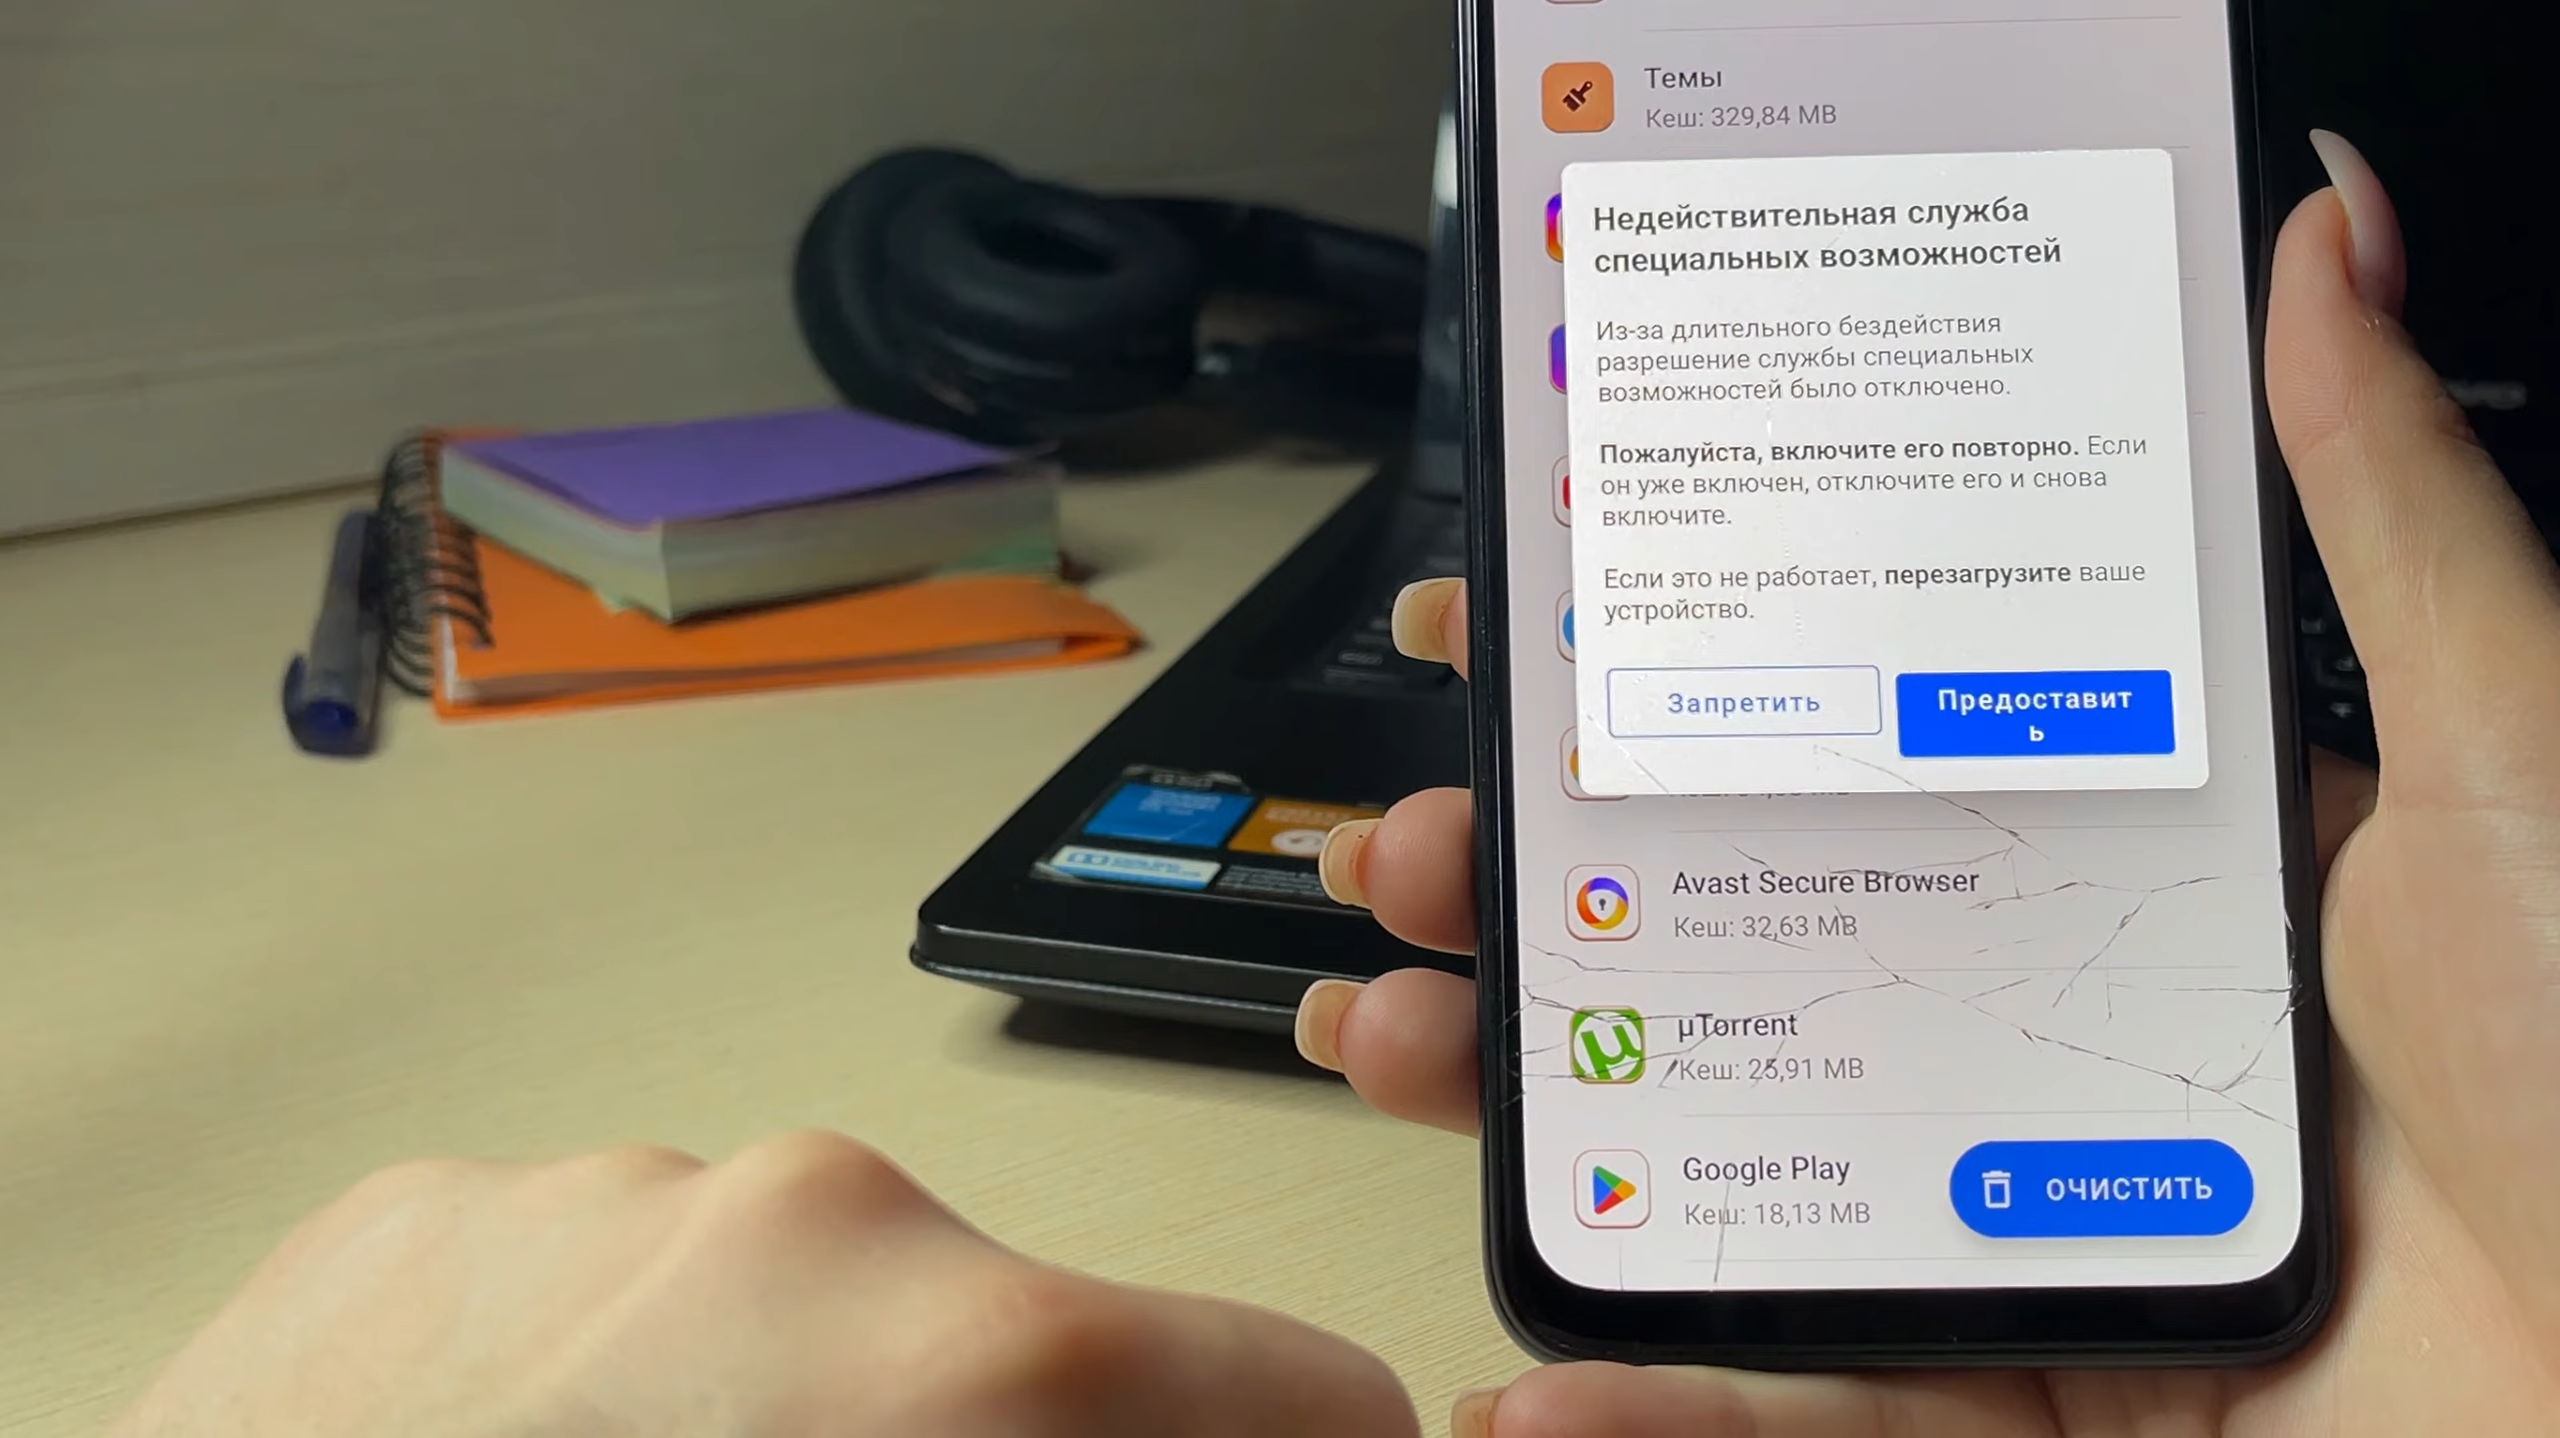 Темы
Кеш: 329,84 MB
Недействительная служба
специальных возможностей
Из-за длительного бездействия
разрешение службы специальных
возможностей было отключено.
Пожалуйста, включите его повторно. Если
он уже включен, отключите его и снова
включите.
Если это не работает, перезагрузите ваше
устройство.
Запретить
Предоставит
ь
Avast Secure Browser
Кеш: 32,63 MB
µTorrent
Кеш: 25,91 MB
Google Play
Кеш: 18,13 MB
ОЧИСТИТЬ